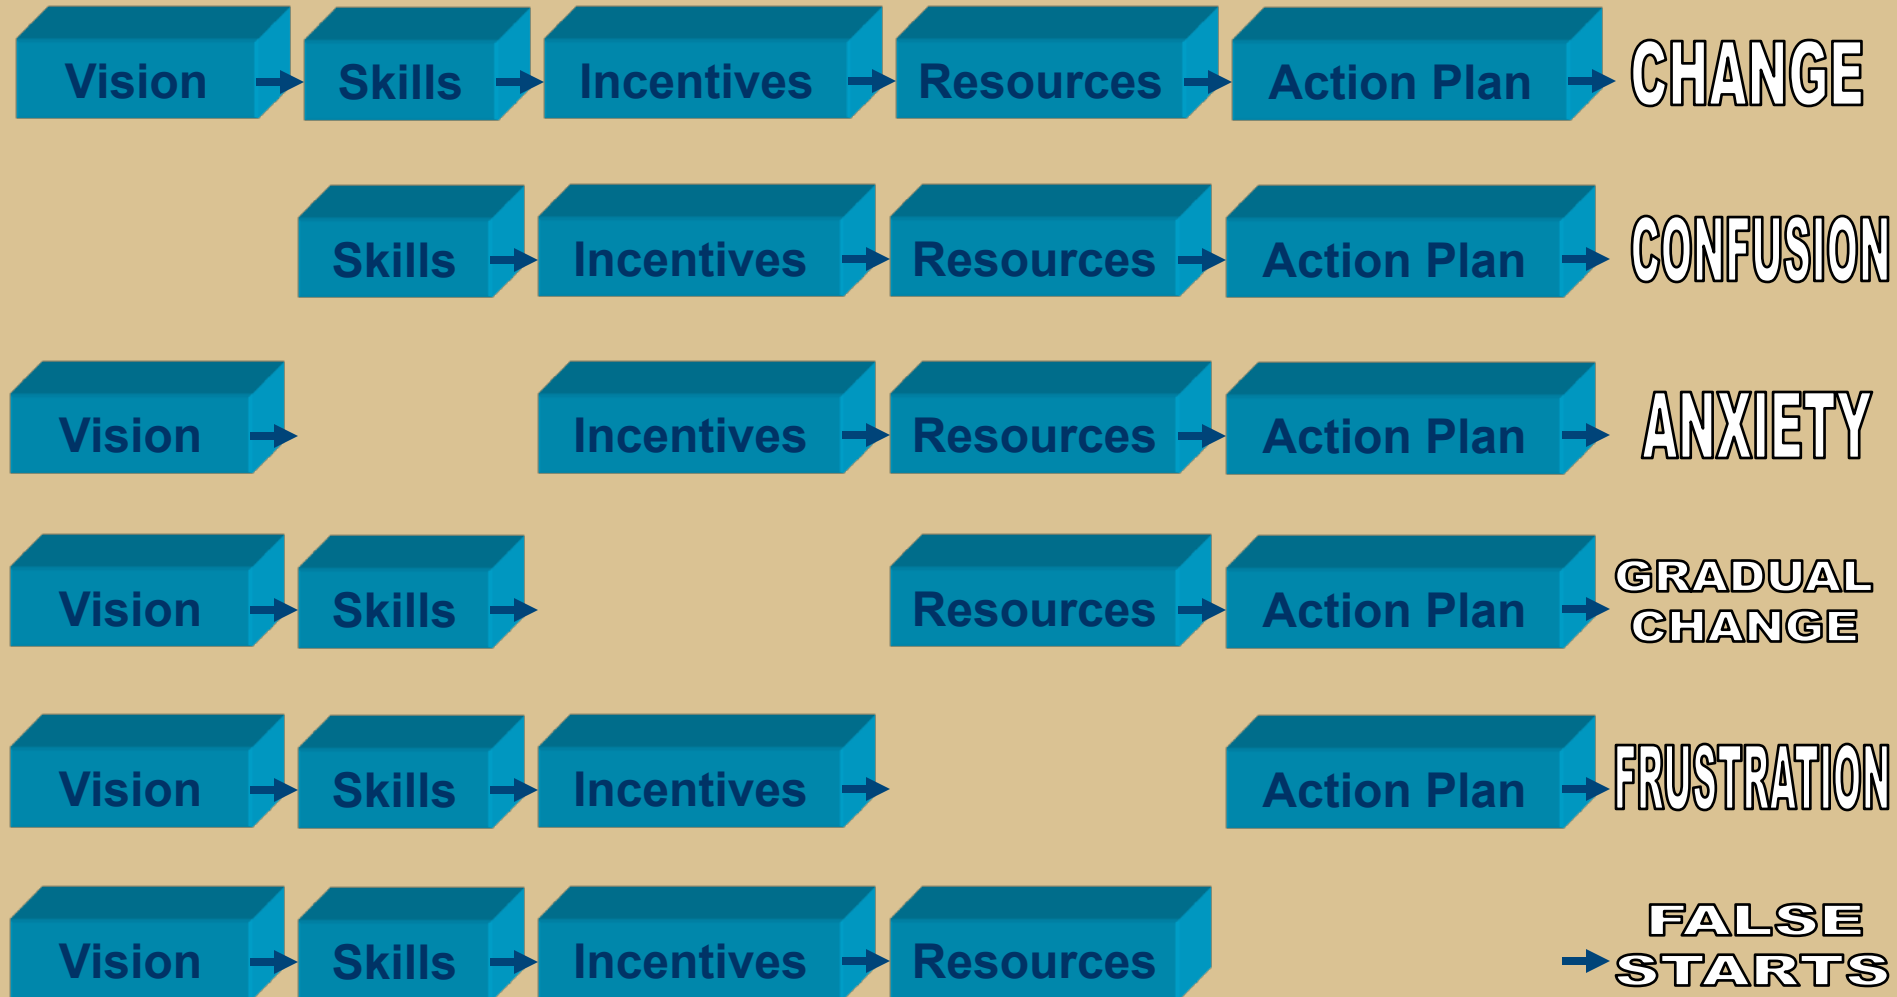 Vision Skills Incentives Resources Action Plan CHANGE
Skills Incentives Resources Action Plan CONFUSION
Vision Incentives Resources Action Plan ANXIETY
Vision Skills Resources Action Plan GRADUAL
CHANGE
Vision Skills Incentives Action Plan FRUSTRATION
Vision Skills Incentives Resources FALSE
STARTS